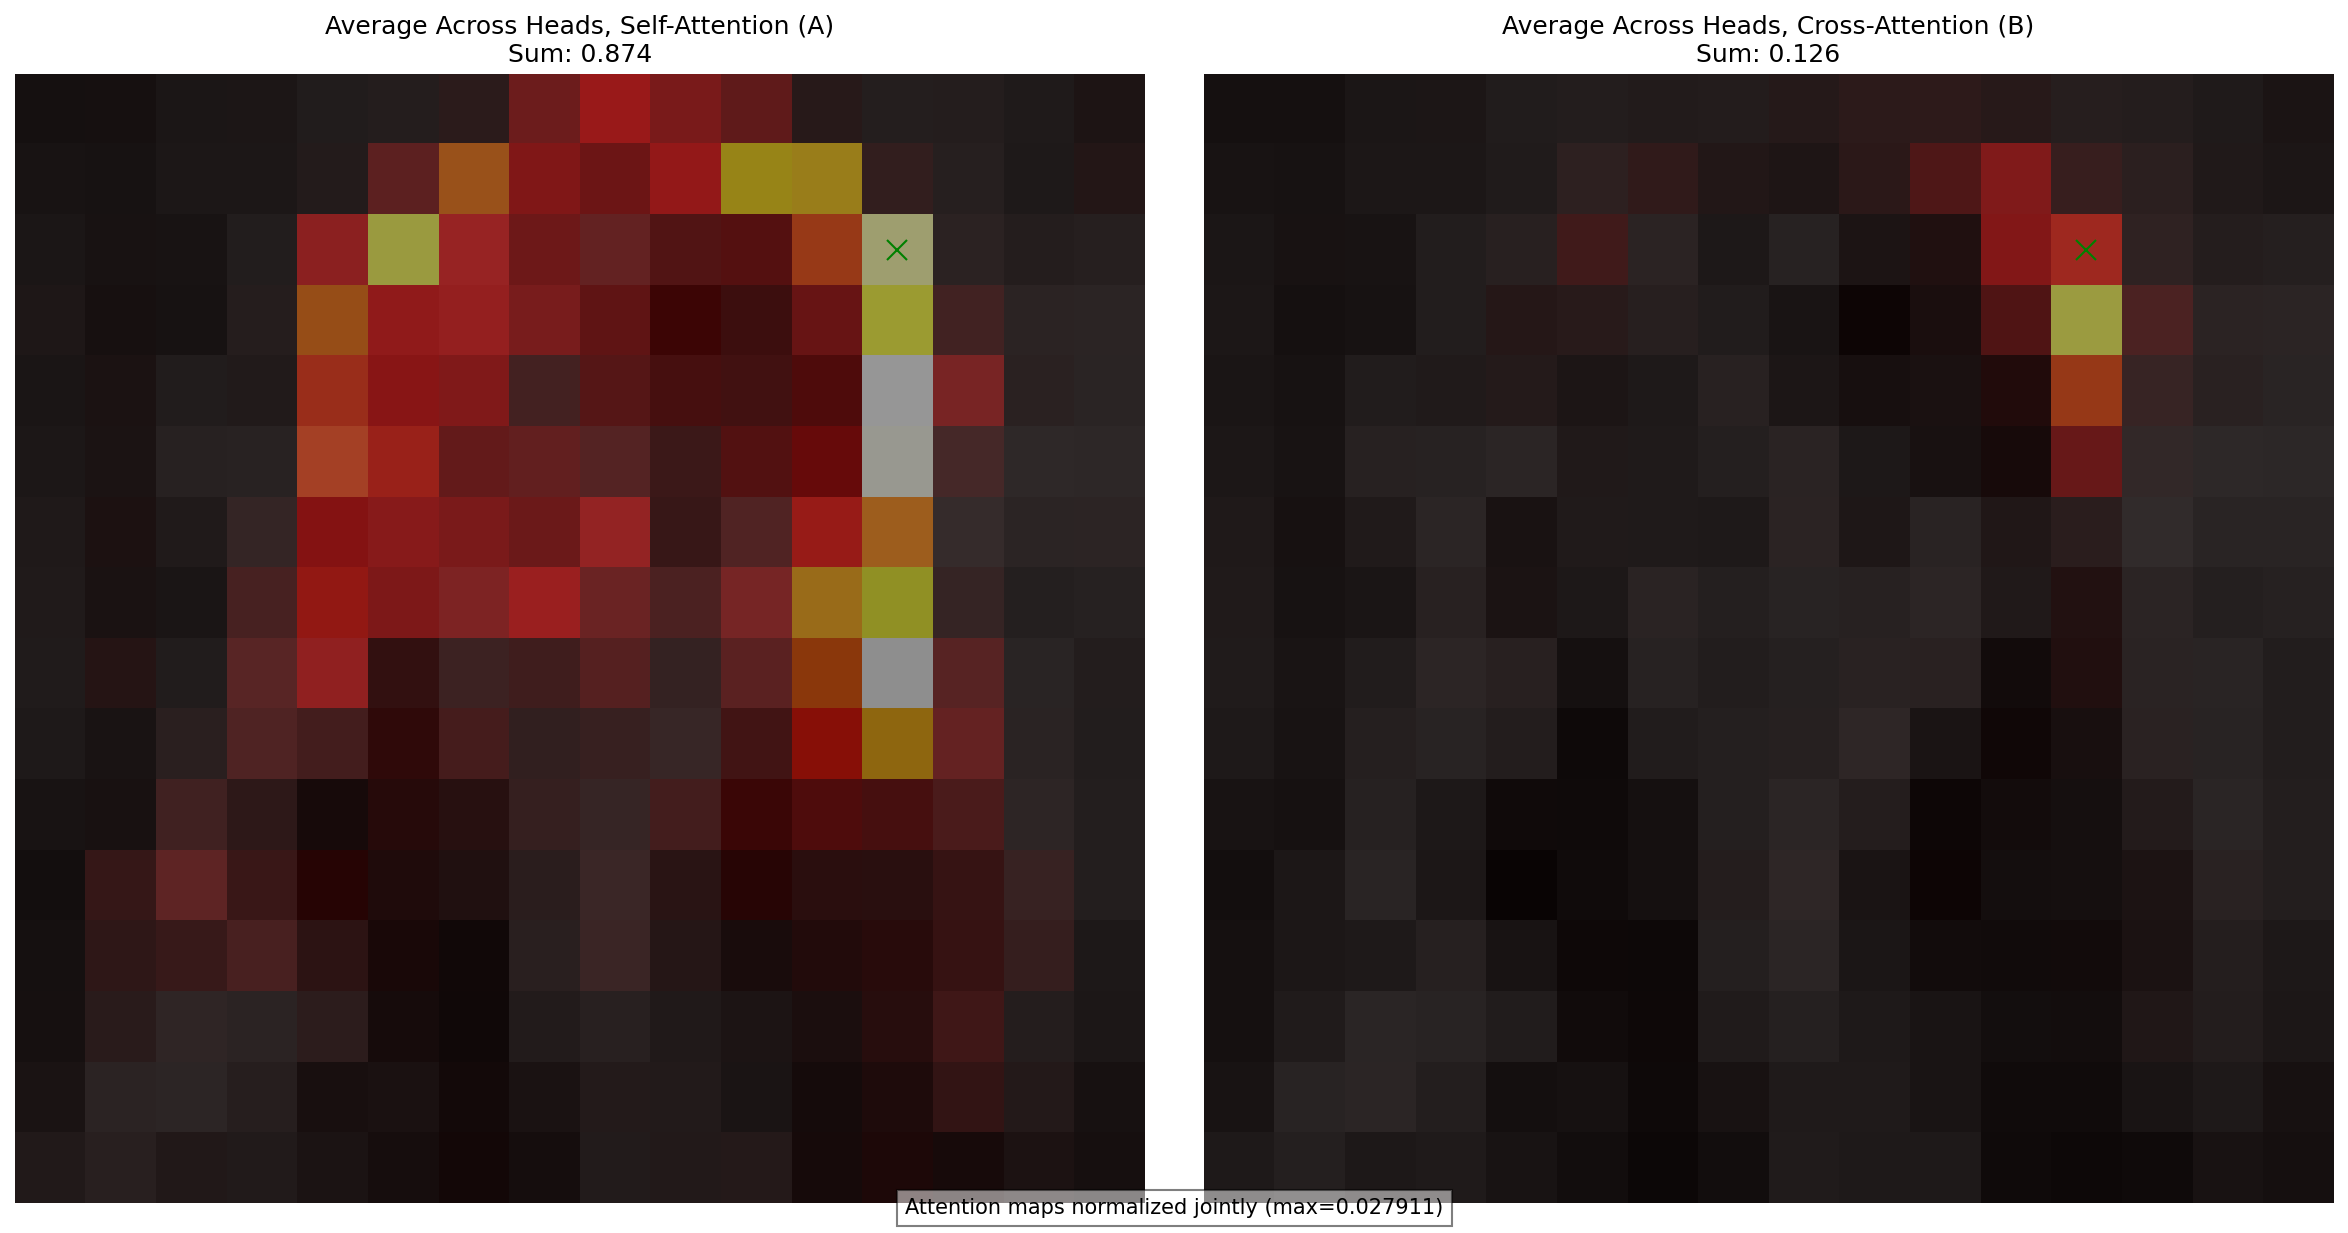 Average Across Heads, Self-Attention (A)
Sum: 0.874
Average Across Heads, Cross-Attention (B)
Sum: 0.126
Attention maps normalized jointly (max=0.027911)